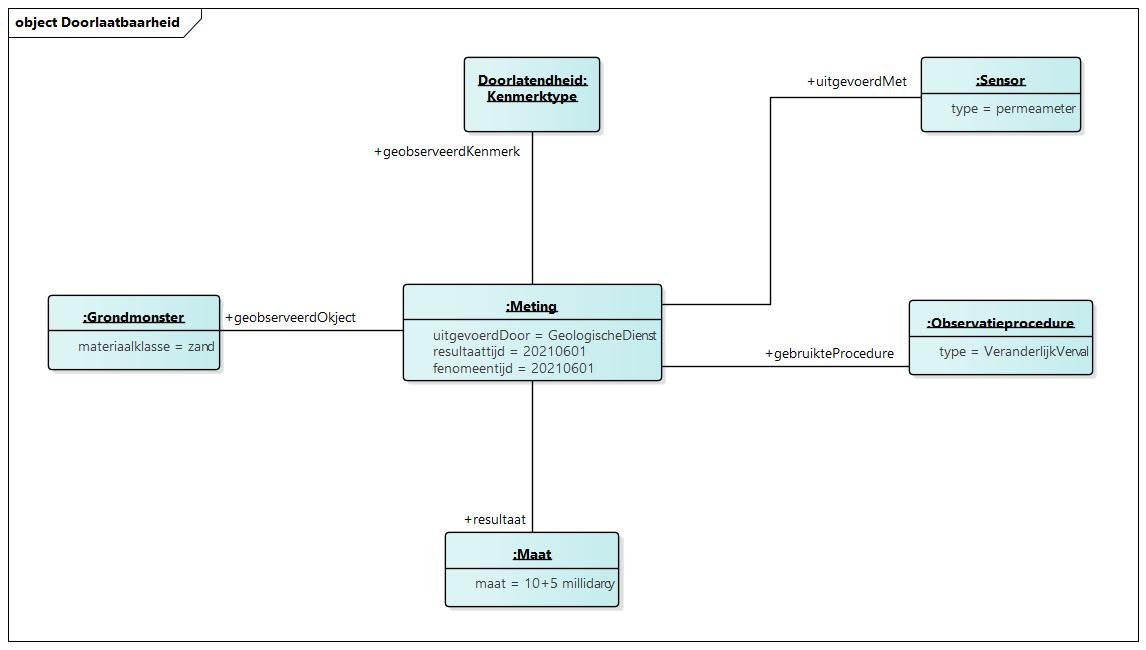 object Doorlaatbaarheid
Doorlatendheid:
Kenmerktype
+geobserveerdKenmerk
+uitgevoerdMet
:Sensor
type = permeameter
:Grondmonster
materiaalklasse = zand
+geobserveerdOkject
:Meting
uitgevoerdDoor = GeologischeDienst
resultaattijd = 20210601
fenomeentijd = 20210601
+gebruikteProcedure
:Observatieprocedure
type = VeranderlijkVerval
+resultaat
:Maat
maat = 10+5 millidarcy